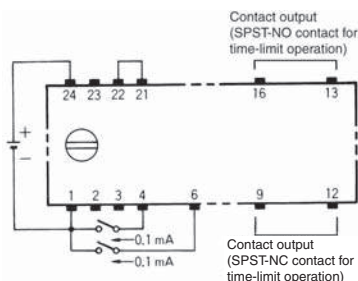 Contact output
(SPST-NO contact for
time-limit operation)
24 23 22 21 16 13
+
−
1 2 3 4 6 9 12
0.1 mA
0.1 mA
Contact output
(SPST-NC contact for
time-limit operation)